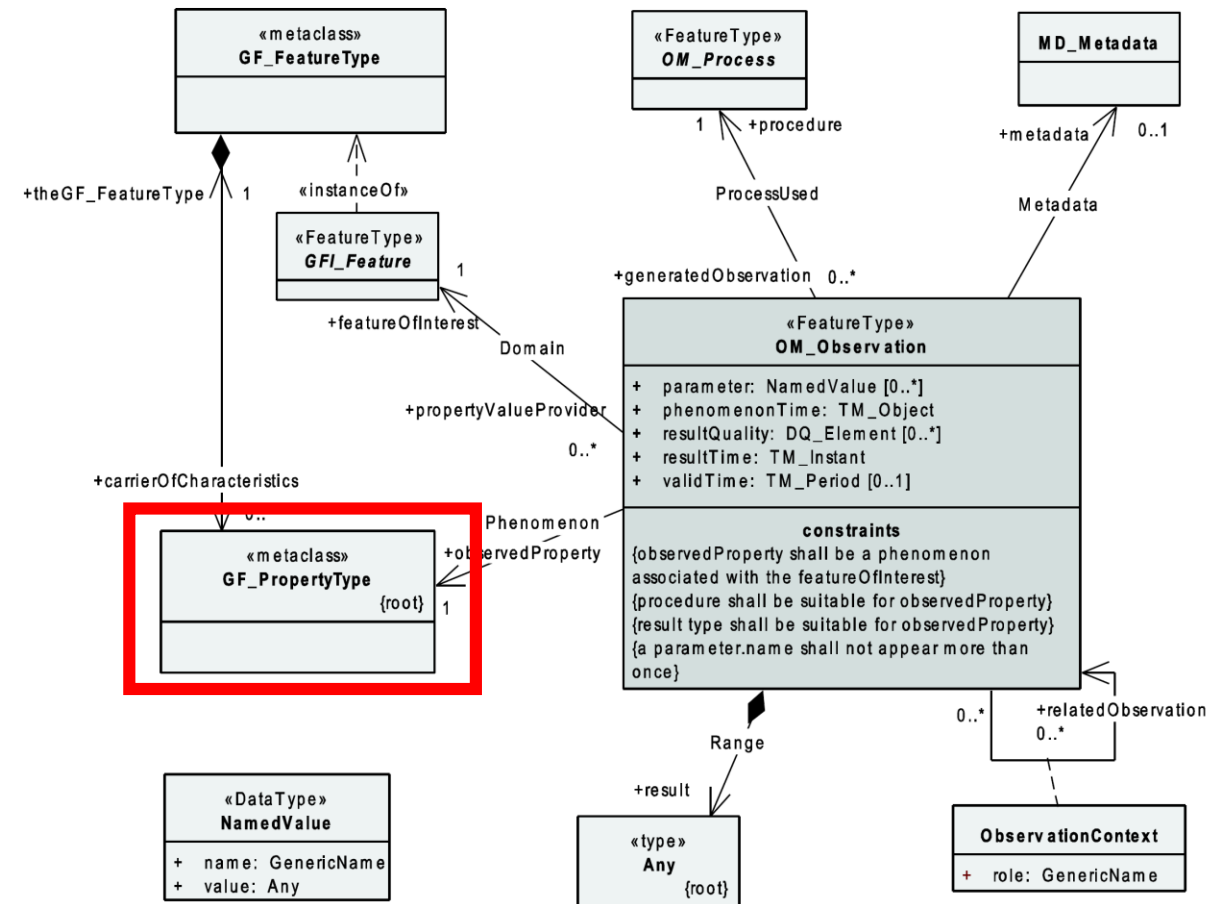 «metaclass»
GF_FeatureType
«FeatureType»
OM_Process
MD_Metadata
1
+procedure
+metadata
0..1
+theGF_FeatureType
1
«instanceOf»
ProcessUsed
Metadata
«FeatureType»
GFI_Feature
1
+generatedObservation 0..*
+featureOfInterest
Domain
«FeatureType»
OM_Observation
+ parameter: NamedValue [0..*]
+ phenomenonTime: TM_Object
+ resultQuality: DQ_Element [0..*]
+ resultTime: TM_Instant
+ validTime: TM_Period [0..1]
+propertyValueProvider
0..*
+carrierOfCharacteristics
Phenomenon
+observedProperty
1
«metaclass»
GF_PropertyType
{root}
constraints
{observedProperty shall be a phenomenon
associated with the featureOfInterest}
{procedure shall be suitable for observedProperty}
{result type shall be suitable for observedProperty}
{a parameter.name shall not appear more than
once}
0..*
+relatedObservation
0..*
Range
+result
«DataType»
NamedValue
+ name: GenericName
+ value: Any
«type»
Any
{root}
ObservationContext
+ role: GenericName